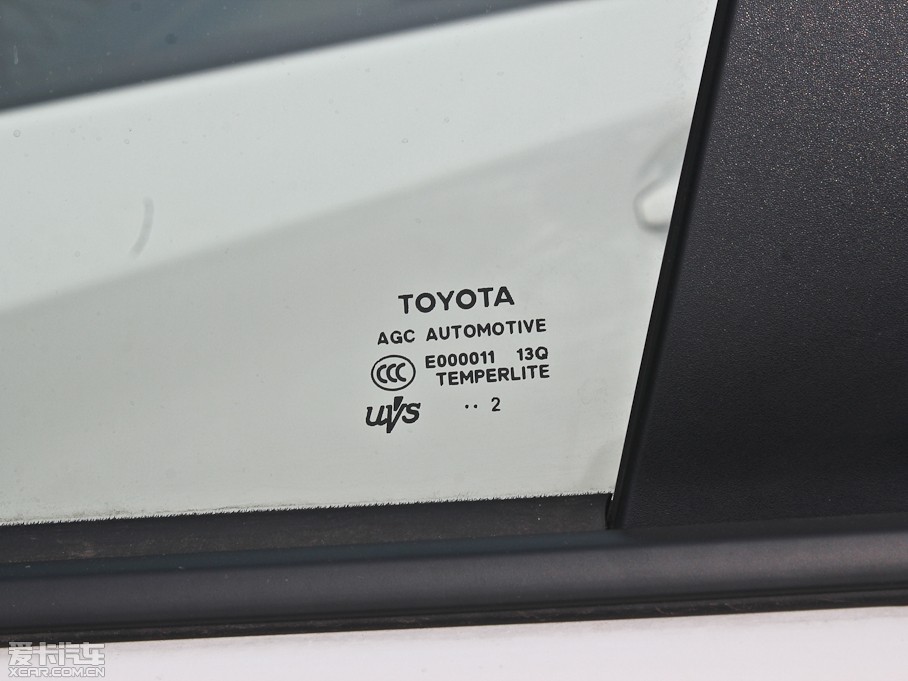 TOYOTA
AGC AUTOMOTIVE
CCC E000011 13Q
TEMPERLITE
UVS ·· 2
爱卡汽车
XCAR.COM.CN